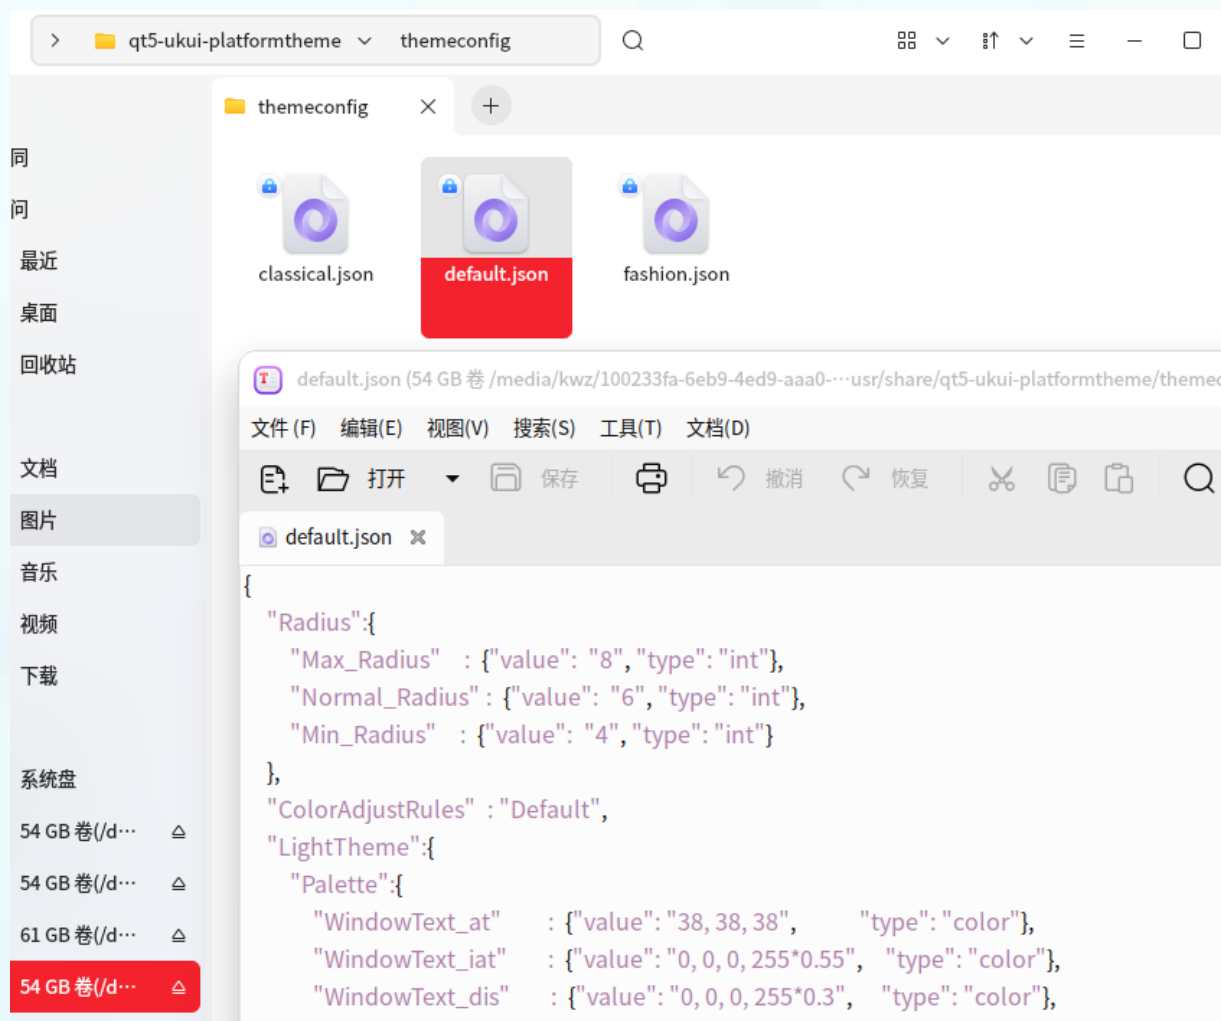 qt5-ukui-platformtheme themeconfig
themeconfig
问
问
最近
桌面
回收站
文档
图片
音乐
视频
下载
系统盘
54 GB 卷(/d···
54 GB 卷(/d···
61 GB 卷(/d···
54 GB 卷(/d···
classical.json
default.json
fashion.json
default.json (54 GB 卷 /media/kwz/100233fa-6eb9-4ed9-aaa0-···usr/share/qt5-ukui-platformtheme/themec
文件 (F) 编辑(E) 视图(V) 搜索(S) 工具(T) 文档(D)
打开 保存 撤消 恢复
default.json
{
"Radius":{
"Max_Radius" : {"value": "8", "type": "int"},
"Normal_Radius" : {"value": "6", "type": "int"},
"Min_Radius" : {"value": "4", "type": "int"}
},
"ColorAdjustRules" : "Default",
"LightTheme":{
"Palette":{
"WindowText_at" : {"value": "38, 38, 38", "type": "color"},
"WindowText_iat" : {"value": "0, 0, 0, 255*0.55", "type": "color"},
"WindowText_dis" : {"value": "0, 0, 0, 255*0.3", "type": "color"},